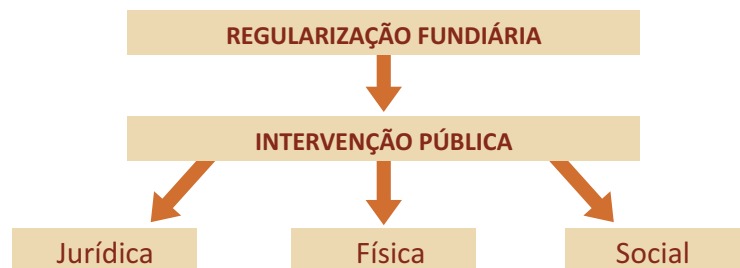 REGULARIZAÇÃO FUNDIÁRIA
INTERVENÇÃO PÚBLICA
Jurídica
Física
Social